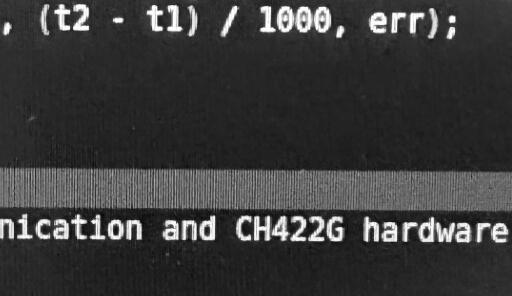 , (t2 - t1) / 1000, err);
nication and CH422G hardware